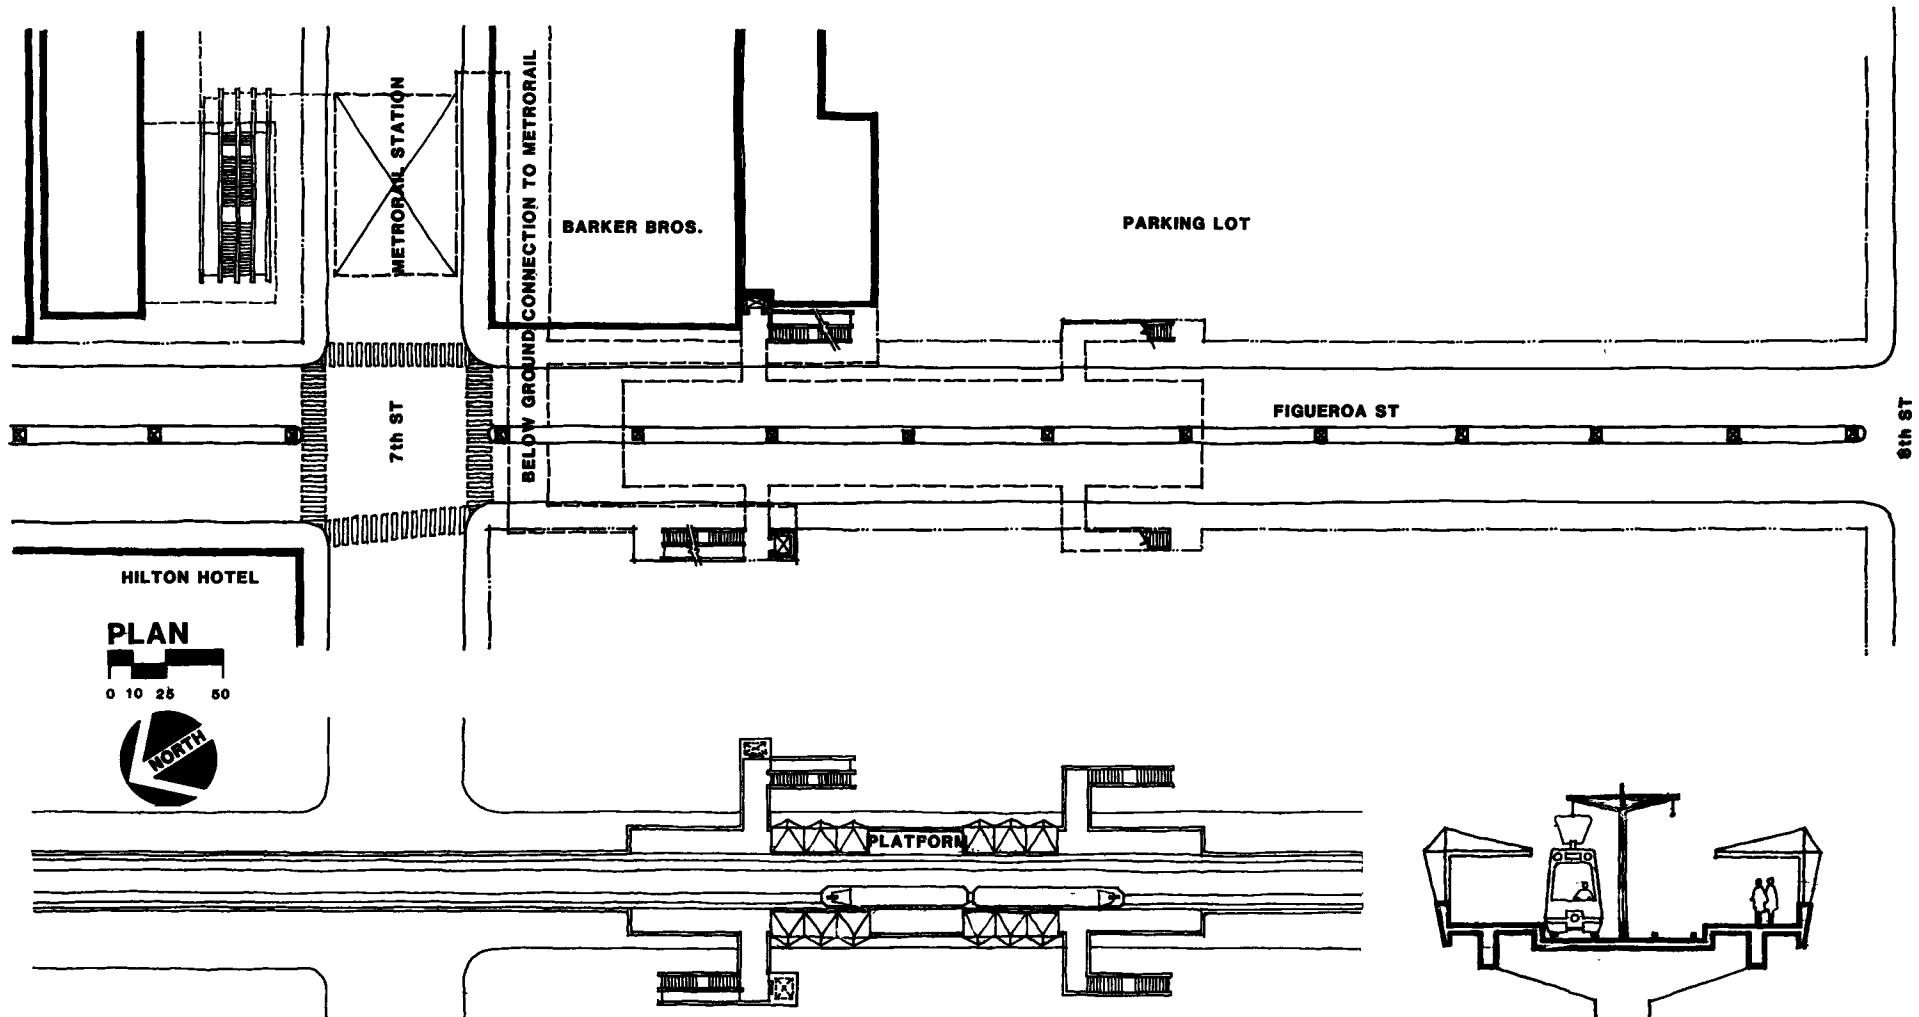 METRORAIL STATION
BELOW GROUND CONNECTION TO METRORAIL
BARKER BROS.
PARKING LOT
7th ST
FIGUEROA ST
8th ST
HILTON HOTEL
PLAN
0 10 25 50
NORTH
PLATFORM